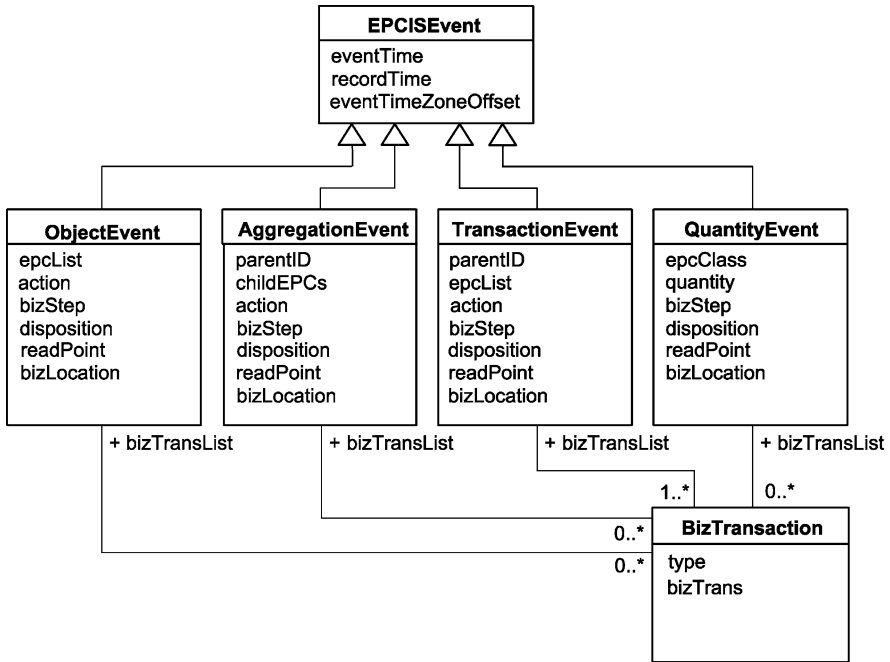 EPCISEvent
eventTime
recordTime
eventTimeZoneOffset
ObjectEvent
epcList
action
bizStep
disposition
readPoint
bizLocation
AggregationEvent
parentID
childEPCs
action
bizStep
disposition
readPoint
bizLocation
TransactionEvent
parentID
epcList
action
bizStep
disposition
readPoint
bizLocation
QuantityEvent
epcClass
quantity
bizStep
disposition
readPoint
bizLocation
+ bizTransList
+ bizTransList
+ bizTransList
+ bizTransList
1..*
0..*
0..*
0..*
BizTransaction
type
bizTrans